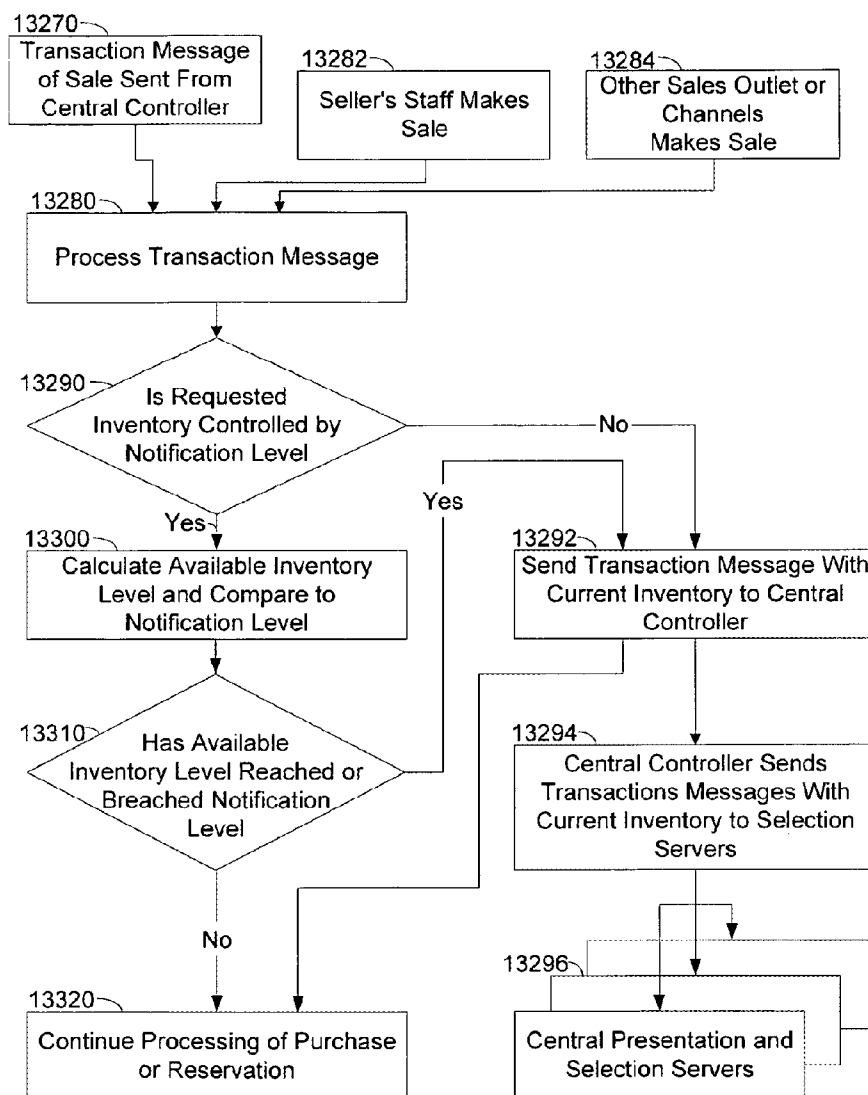 13270
Transaction Message
of Sale Sent From
Central Controller
13282
Seller's Staff Makes
Sale
13284
Other Sales Outlet or
Channels
Makes Sale
13280
Process Transaction Message
13290
Is Requested
Inventory Controlled by
Notification Level
No
Yes
Yes
13300
Calculate Available Inventory
Level and Compare to
Notification Level
13292
Send Transaction Message With
Current Inventory to Central
Controller
13310
Has Available
Inventory Level Reached or
Breached Notification
Level
13294
Central Controller Sends
Transactions Messages With
Current Inventory to Selection
Servers
No
13296
13320
Continue Processing of Purchase
or Reservation
Central Presentation and
Selection Servers